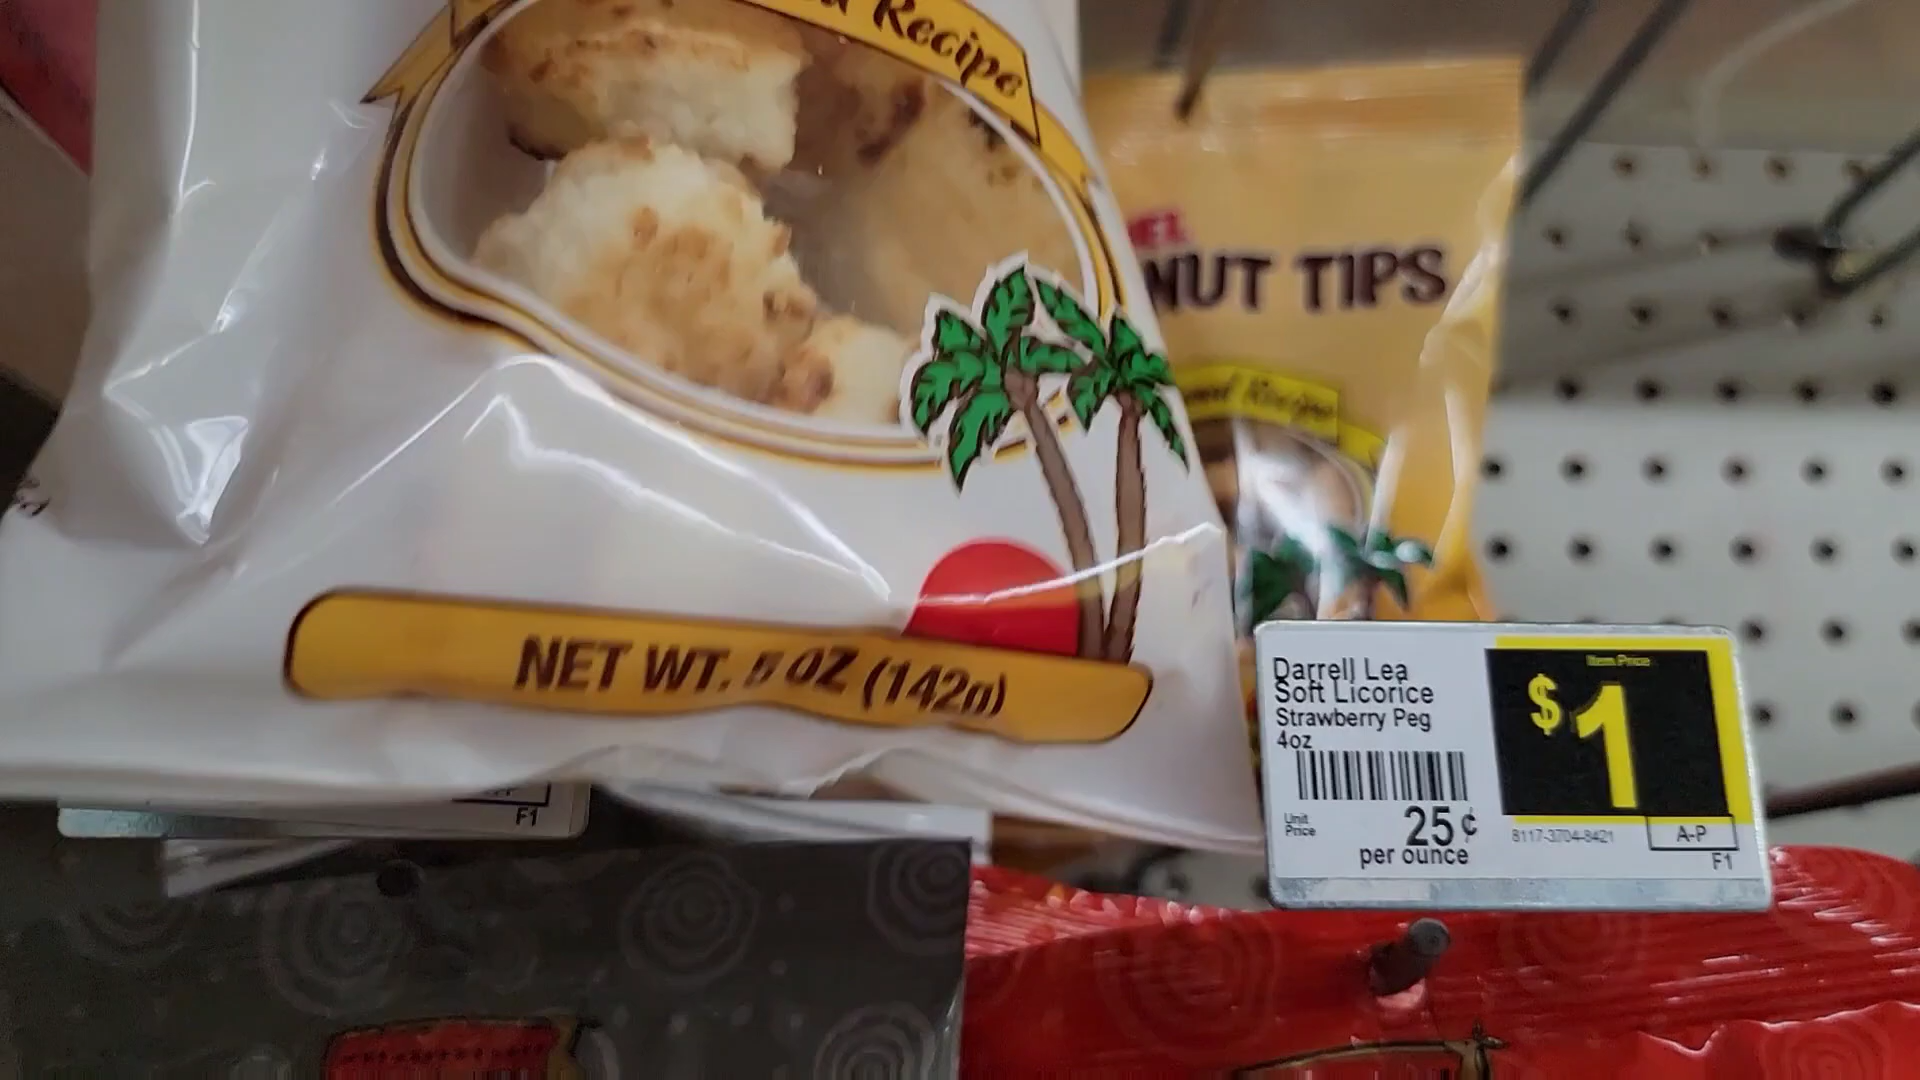 Recipe
NUT TIPS
Recipe
NET WT. 5 OZ (142g)
Darrell Lea
Soft Licorice
Strawberry Peg
4oz
Item Price
$1
Unit
Price
25¢
per ounce
8117-3704-8421
A-P
F1
F1